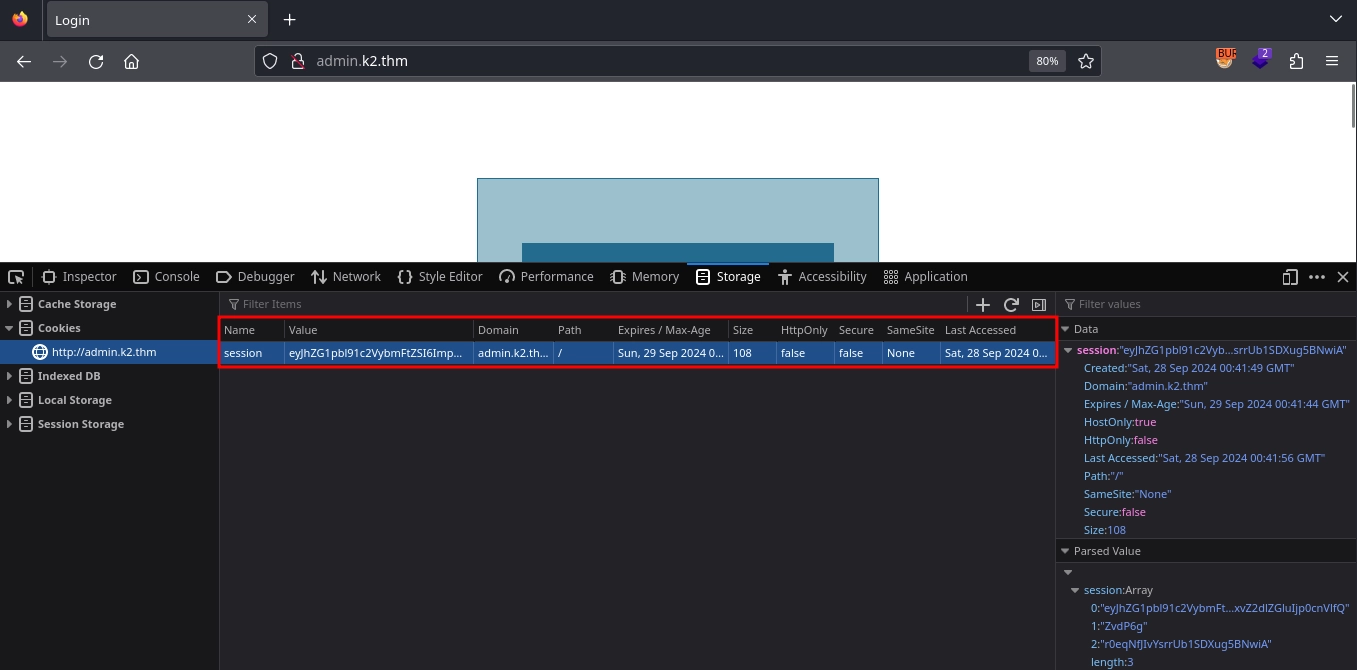 Login
admin.k2.thm
80%
BUR
2
Inspector Console Debugger Network Style Editor Performance Memory Storage Accessibility Application
Cache Storage
Cookies
http://admin.k2.thm
Indexed DB
Local Storage
Session Storage
Filter Items
Name Value Domain Path Expires / Max-Age Size HttpOnly Secure SameSite Last Accessed
session eyJhZG1pbl91c2VybmFtZSI6Imp... admin.k2.th... / Sun, 29 Sep 2024 0... 108 false false None Sat, 28 Sep 2024 0...
Filter values
Data
session:"eyJhZG1pbl91c2Vyb...srrUb1SDXug5BNwiA"
Created:"Sat, 28 Sep 2024 00:41:49 GMT"
Domain:"admin.k2.thm"
Expires / Max-Age:"Sun, 29 Sep 2024 00:41:44 GMT"
HostOnly:true
HttpOnly:false
Last Accessed:"Sat, 28 Sep 2024 00:41:56 GMT"
Path:"/"
SameSite:"None"
Secure:false
Size:108
Parsed Value
session:Array
0:"eyJhZG1pbl91c2VybmFt...xvZ2dlZGluIjp0cnVlfQ"
1:"ZvdP6g"
2:"r0eqNfJIvYsrrUb1SDXug5BNwiA"
length:3